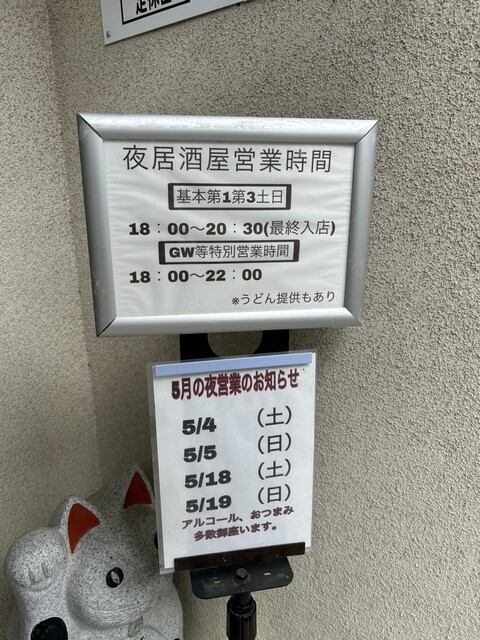 定休日
夜居酒屋営業時間
基本第1第3土日
18：00～20：30(最終入店)
GW等特別営業時間
18：00～22：00
※うどん提供もあり
5月の夜営業のお知らせ
5/4 （土）
5/5 （日）
5/18 （土）
5/19 （日）
アルコール、おつまみ
多数御座います。